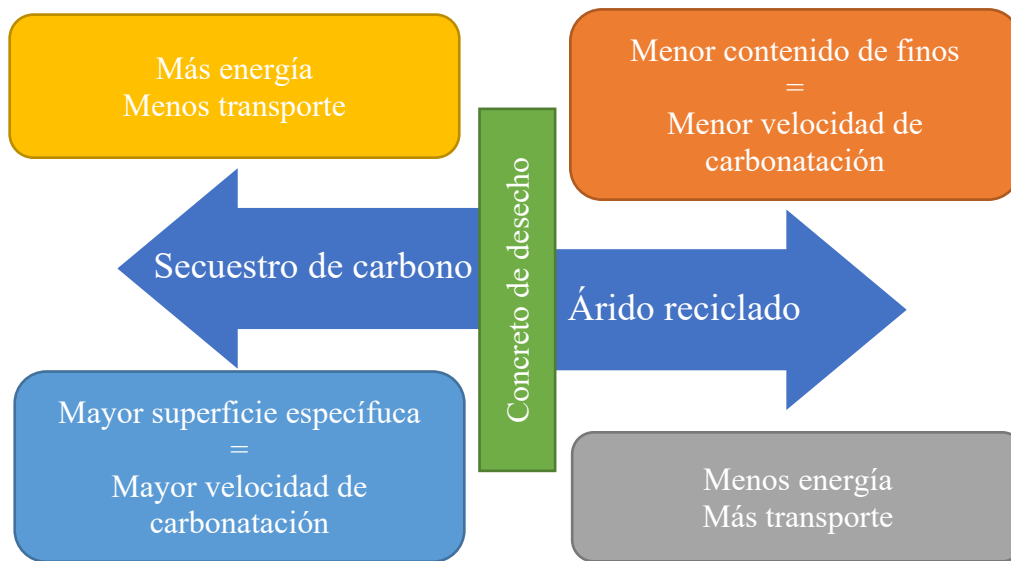 Más energía
Menos transporte
Menor contenido de finos
=
Menor velocidad de
carbonatación
Secuestro de carbono
Concreto de desecho
Árido reciclado
Mayor superficie específuca
=
Mayor velocidad de
carbonatación
Menos energía
Más transporte